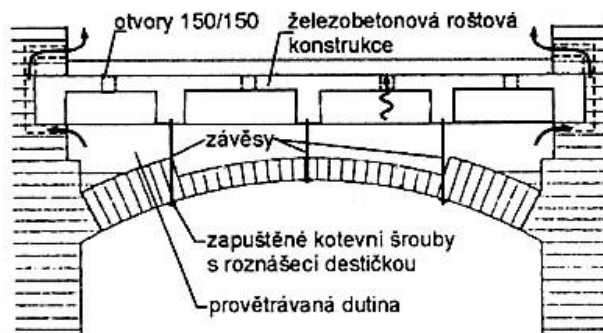 otvory 150/150
železobetonová roštová
konstrukce
závěsy
zapuštěné kotevní šrouby
s roznášecí destičkou
provětrávaná dutina